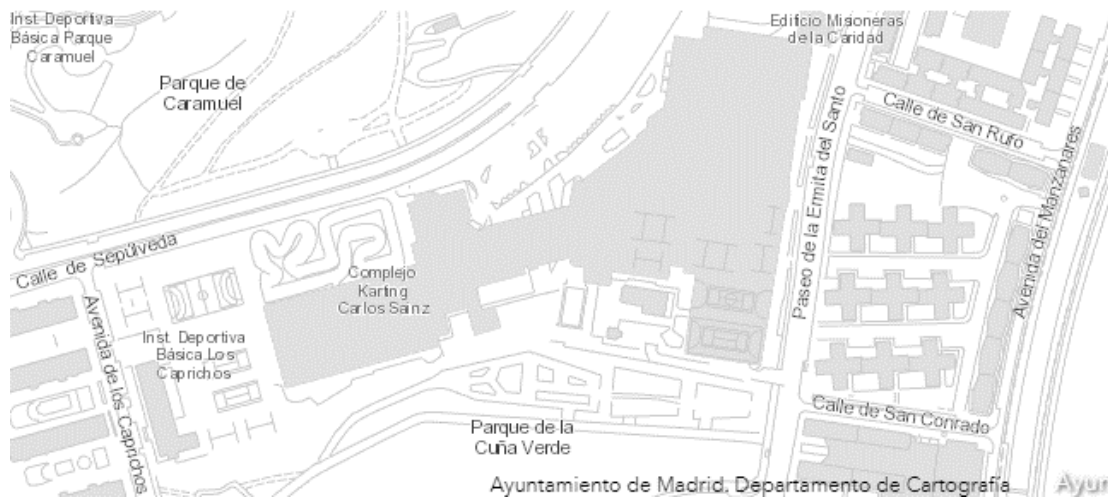 Inst. Deportiva
Básica Parque
Caramuel
Parque de
Caramuel
Edificio Misioneras
de la Caridad
Calle de San Rufo
Paseo de la Ermita del Santo
Avenida del Manzanares
Calle de Sepúlveda
Complejo
Karting
Carlos Sainz
Inst. Deportiva
Básica Los
Caprichos
Avenida de los Caprichos
Calle de San Conrado
Parque de la
Cuña Verde
Ayuntamiento de Madrid. Departamento de Cartografía
Ayun